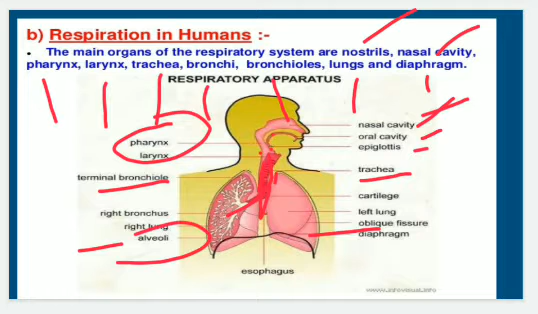 b) Respiration in Humans :-
• The main organs of the respiratory system are nostrils, nasal cavity,
pharynx, larynx, trachea, bronchi, bronchioles, lungs and diaphragm.
RESPIRATORY APPARATUS
nasal cavity
oral cavity
epiglottis
pharynx
larynx
trachea
terminal bronchiole
cartilege
right bronchus
left lung
right lung
oblique fissure
alveoli
diaphragm
esophagus